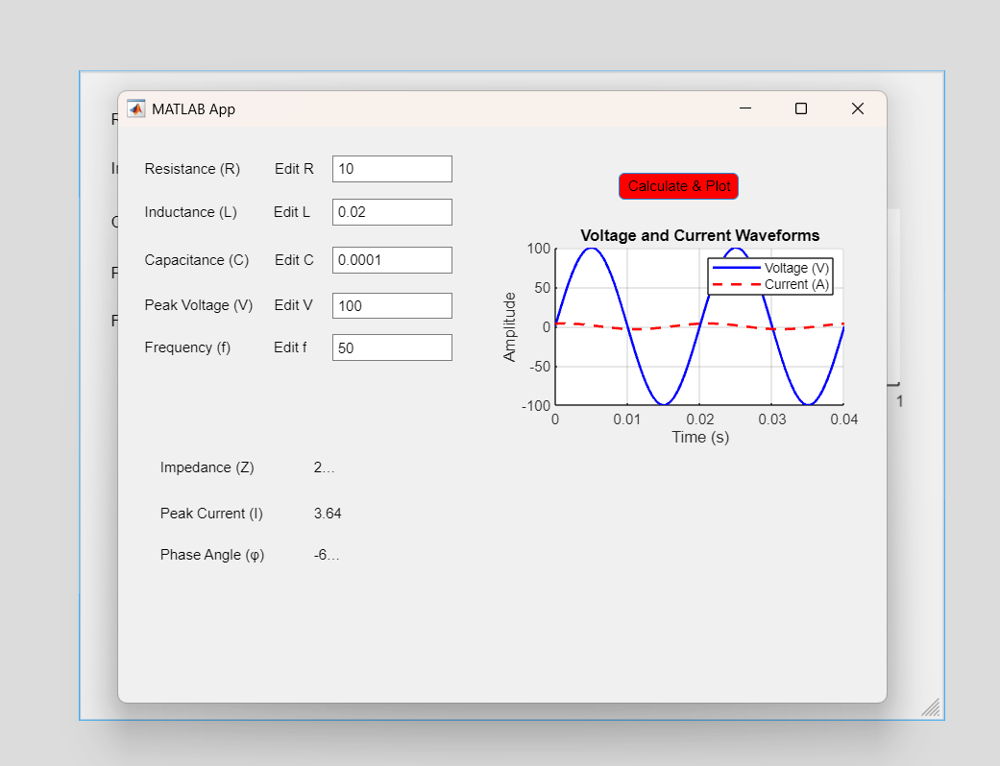 MATLAB App
Resistance (R) Edit R 10
Inductance (L) Edit L 0.02
Capacitance (C) Edit C 0.0001
Peak Voltage (V) Edit V 100
Frequency (f) Edit f 50
Calculate & Plot
Voltage and Current Waveforms
Voltage (V)
Current (A)
Amplitude
100
50
0
-50
-100
0 0.01 0.02 0.03 0.04
Time (s)
1
Impedance (Z) 2...
Peak Current (I) 3.64
Phase Angle (φ) -6...